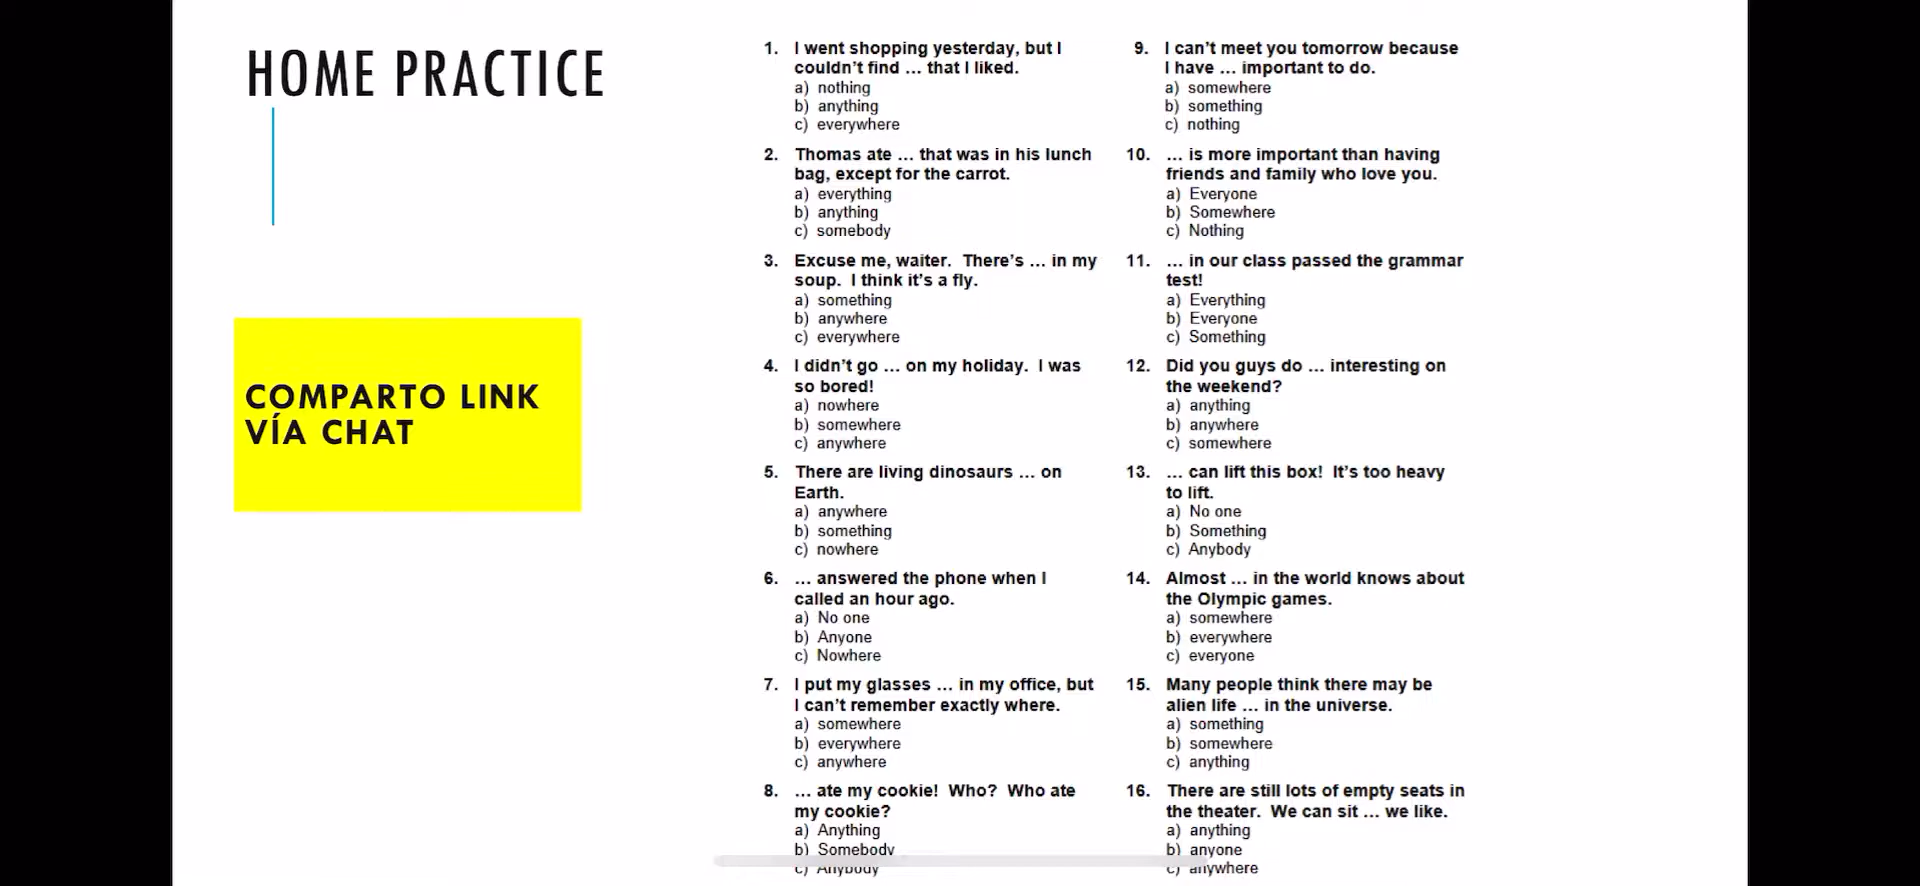 HOME PRACTICE
COMPARTO LINK
VÍA CHAT
1. I went shopping yesterday, but I
couldn't find ... that I liked.
a) nothing
b) anything
c) everywhere
2. Thomas ate ... that was in his lunch
bag, except for the carrot.
a) everything
b) anything
c) somebody
3. Excuse me, waiter. There's ... in my
soup. I think it's a fly.
a) something
b) anywhere
c) everywhere
4. I didn't go ... on my holiday. I was
so bored!
a) nowhere
b) somewhere
c) anywhere
5. There are living dinosaurs ... on
Earth.
a) anywhere
b) something
c) nowhere
6. ... answered the phone when I
called an hour ago.
a) No one
b) Anyone
c) Nowhere
7. I put my glasses ... in my office, but
I can't remember exactly where.
a) somewhere
b) everywhere
c) anywhere
8. ... ate my cookie! Who? Who ate
my cookie?
a) Anything
b) Somebody
c) Anybody
9. I can't meet you tomorrow because
I have ... important to do.
a) somewhere
b) something
c) nothing
10. ... is more important than having
friends and family who love you.
a) Everyone
b) Somewhere
c) Nothing
11. ... in our class passed the grammar
test!
a) Everything
b) Everyone
c) Something
12. Did you guys do ... interesting on
the weekend?
a) anything
b) anywhere
c) somewhere
13. ... can lift this box! It's too heavy
to lift.
a) No one
b) Something
c) Anybody
14. Almost ... in the world knows about
the Olympic games.
a) somewhere
b) everywhere
c) everyone
15. Many people think there may be
alien life ... in the universe.
a) something
b) somewhere
c) anything
16. There are still lots of empty seats in
the theater. We can sit ... we like.
a) anything
b) anyone
c) anywhere